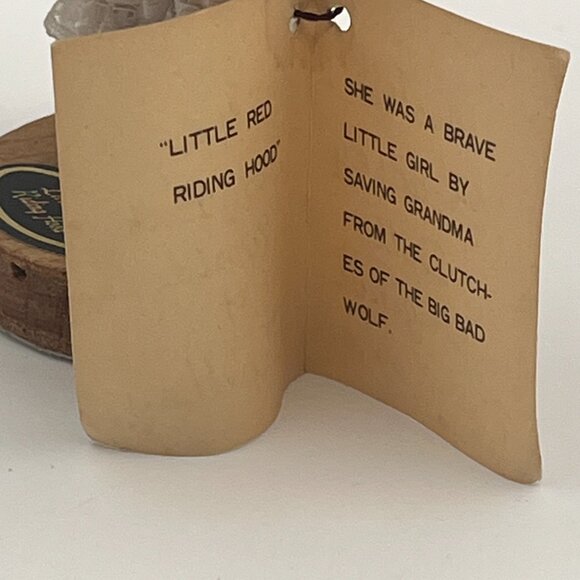 "LITTLE RED
RIDING HOOD"
SHE WAS A BRAVE
LITTLE GIRL BY
SAVING GRANDMA
FROM THE CLUTCH-
ES OF THE BIG BAD
WOLF.
Riding